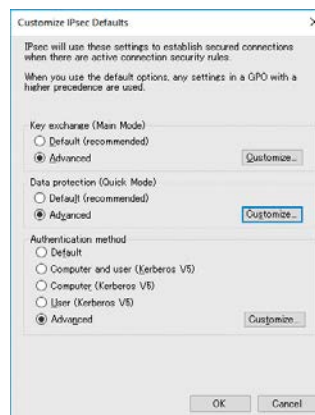 Customize IPsec Defaults
IPsec will use these settings to establish secured connections
when there are active connection security rules.
When you use the default options, any settings in a GPO with a
higher precedence are used.
Key exchange (Main Mode)
Default (recommended)
Advanced
Customize...
Data protection (Quick Mode)
Default (recommended)
Advanced
Customize...
Authentication method
Default
Computer and user (Kerberos V5)
Computer (Kerberos V5)
User (Kerberos V5)
Advanced
Customize...
OK
Cancel